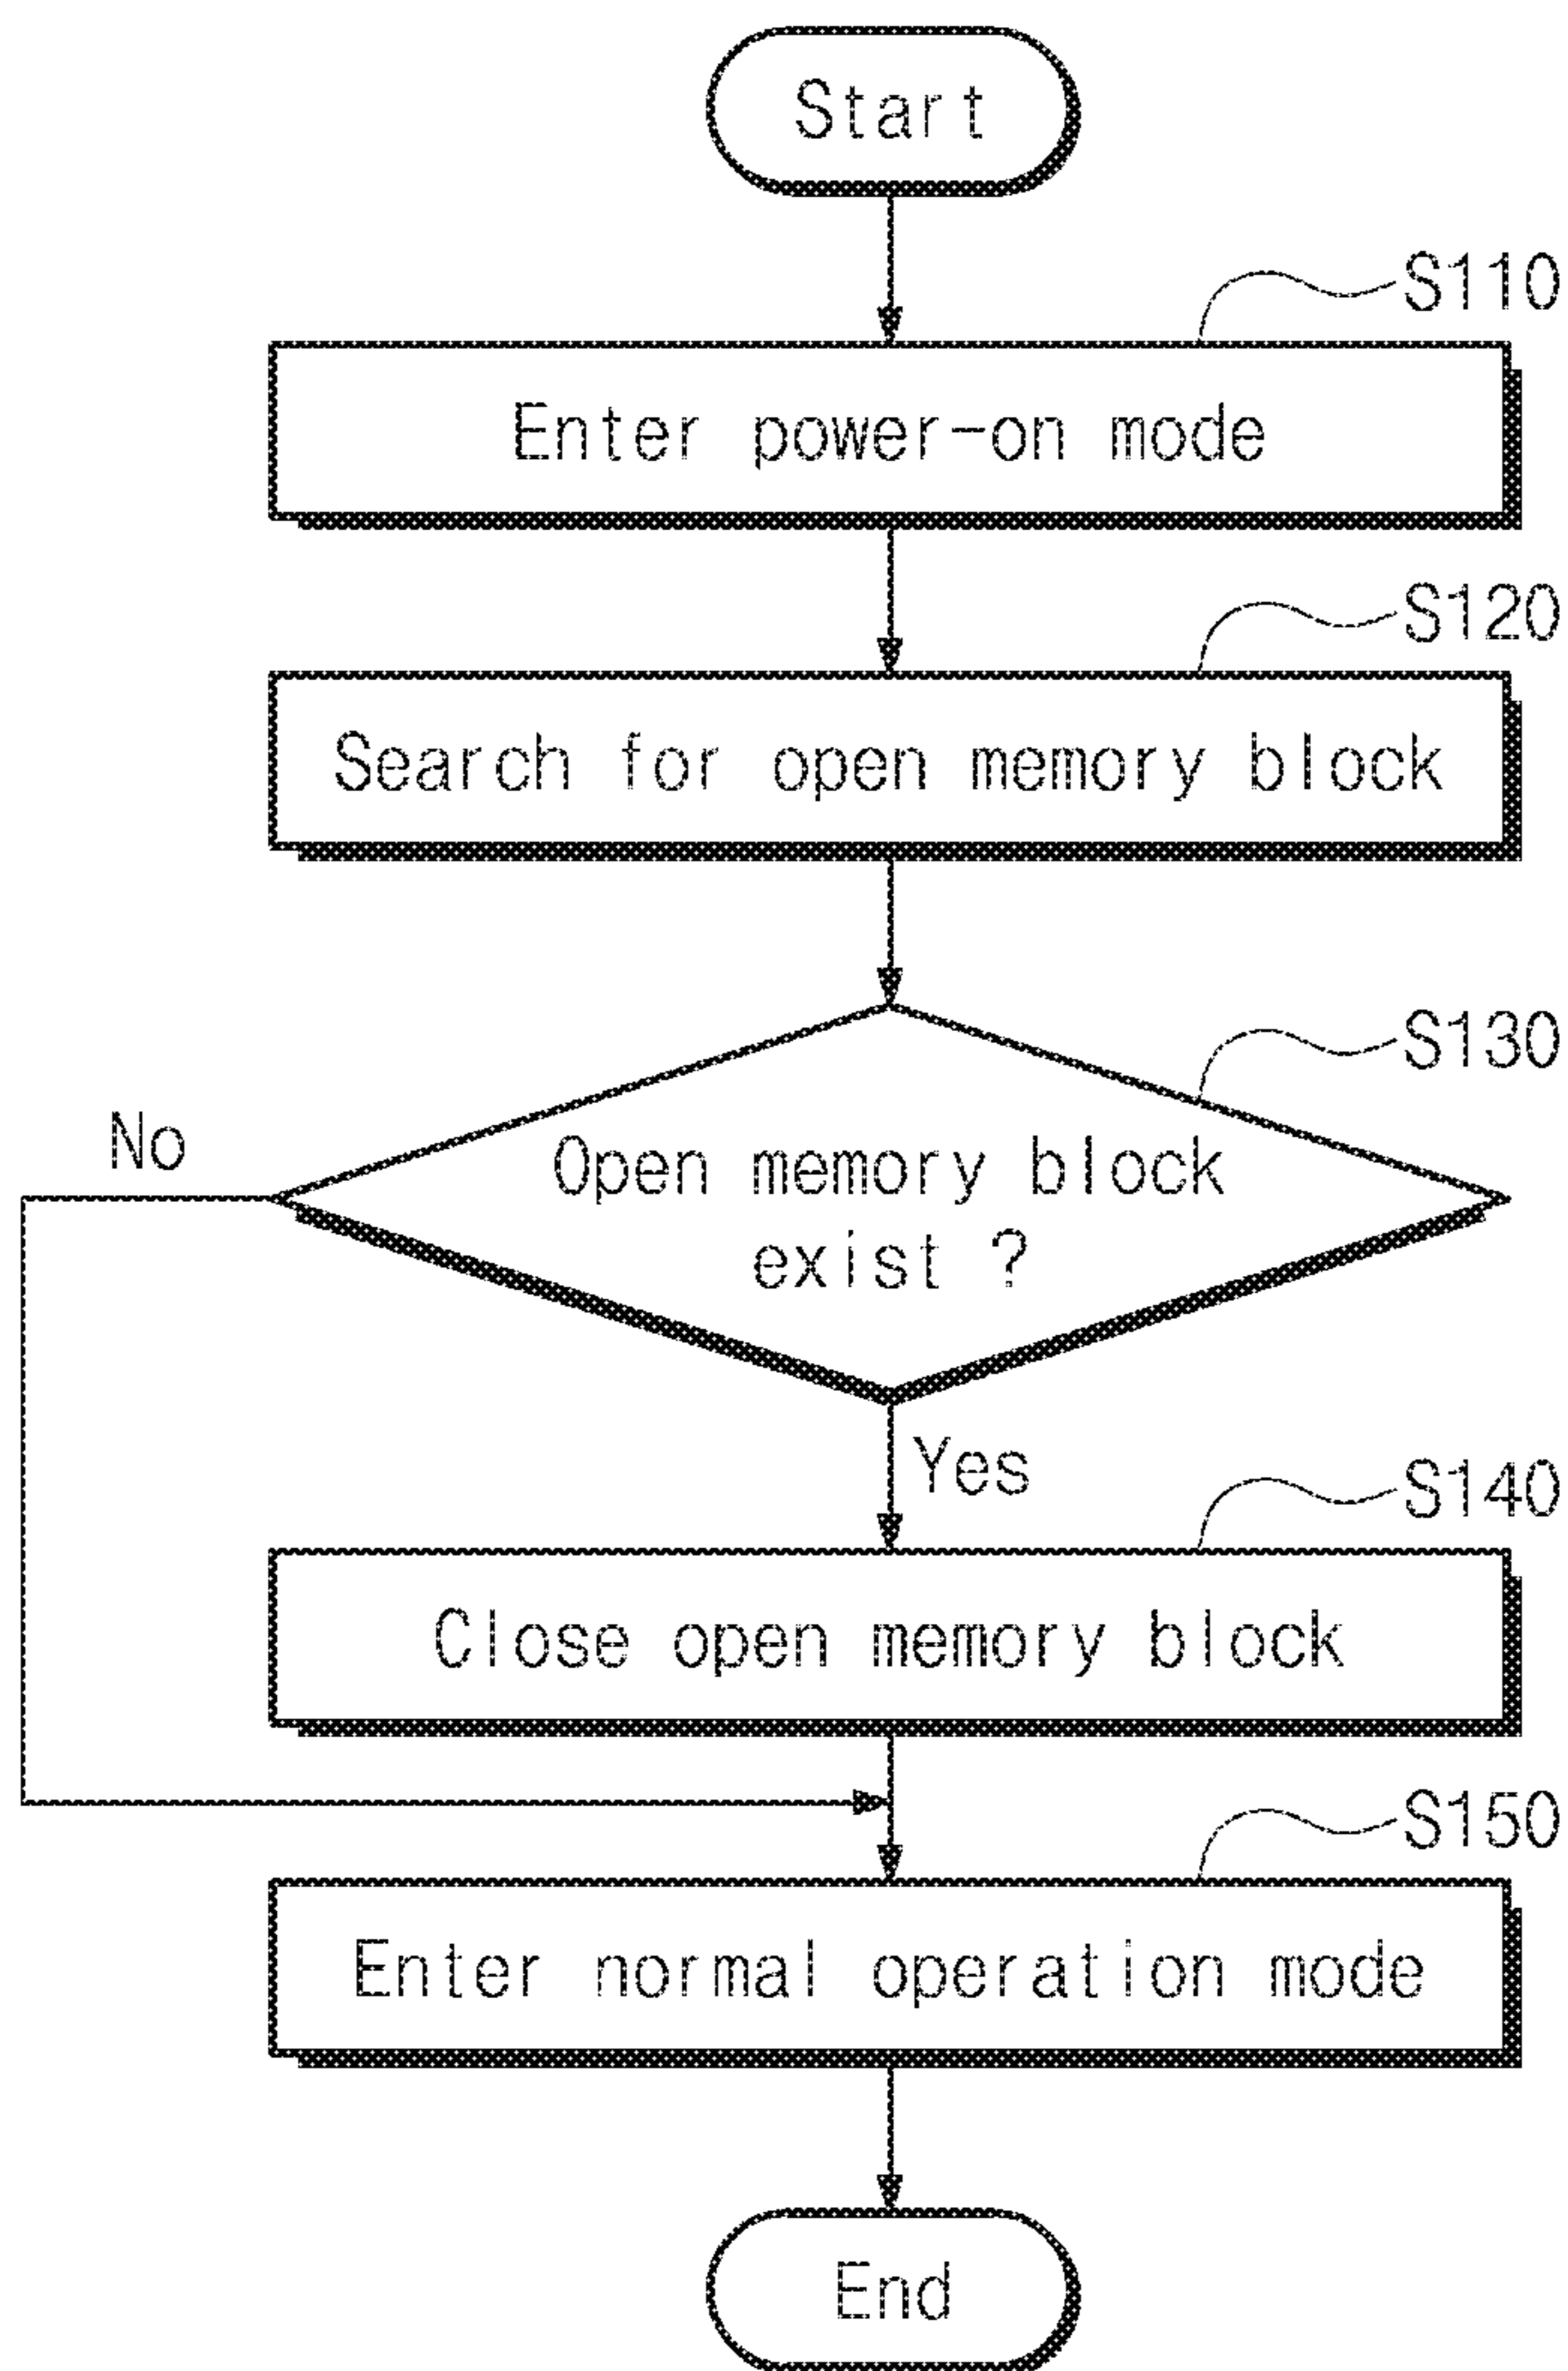 Start
S110
Enter power-on mode
S120
Search for open memory block
S130
No
Open memory block
exist ?
Yes
S140
Close open memory block
S150
Enter normal operation mode
End